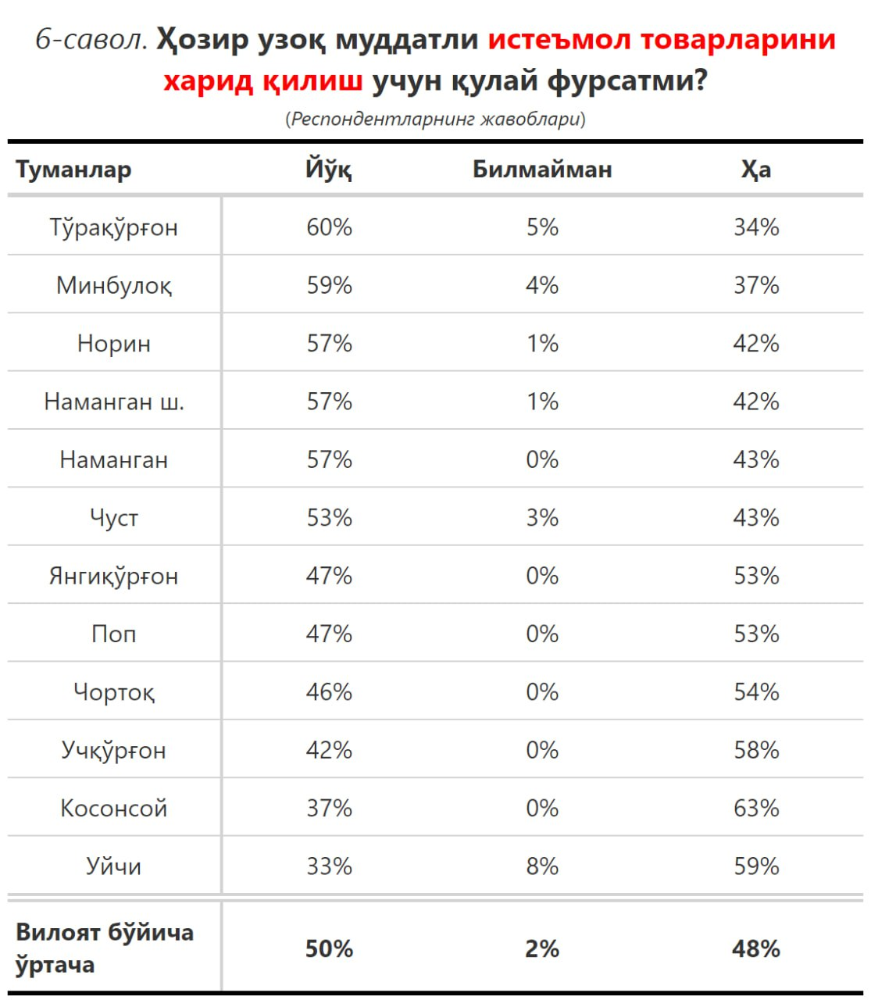 6-савол. Ҳозир узоқ муддатли истеъмол товарларини
харид қилиш учун қулай фурсатми?
(Респондентларнинг жавоблари)
Туманлар Йўқ Билмайман Ҳа
Тўрақўрғон 60% 5% 34%
Минбулоқ 59% 4% 37%
Норин 57% 1% 42%
Наманган ш. 57% 1% 42%
Наманган 57% 0% 43%
Чуст 53% 3% 43%
Янгиқўрғон 47% 0% 53%
Поп 47% 0% 53%
Чортоқ 46% 0% 54%
Учқўрғон 42% 0% 58%
Косонсой 37% 0% 63%
Уйчи 33% 8% 59%
Вилоят бўйича
ўртача 50% 2% 48%